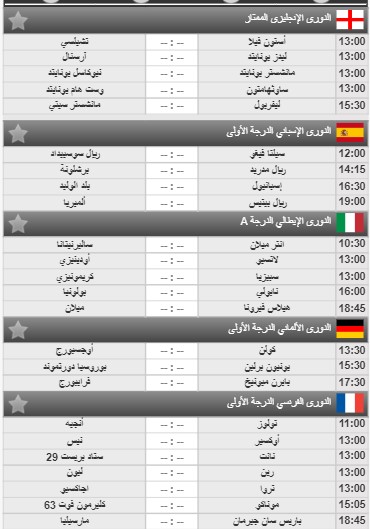 الدوري الإنجليزي الممتاز
13:00 أستون فيلا -- : -- تشيلسي
13:00 ليدز يونايتد -- : -- آرسنال
13:00 مانشستر يونايتد -- : -- نيوكاسل يونايتد
13:00 ساوثهامتون -- : -- وست هام يونايتد
15:30 ليفربول -- : -- مانشستر سيتي
الدوري الإسباني الدرجة الأولى
12:00 سيلتا فيغو -- : -- ريال سوسييداد
14:15 ريال مدريد -- : -- برشلونة
16:30 إسبانيول -- : -- بلد الوليد
19:00 ريال بيتيس -- : -- ألميريا
الدوري الإيطالي الدرجة A
10:30 انتر ميلان -- : -- ساليرنيتانا
13:00 لاتسيو -- : -- أودينيزي
13:00 سبيزيا -- : -- كريمونيزي
16:00 نابولي -- : -- بولونيا
18:45 هيلاس فيرونا -- : -- ميلان
الدوري الألماني الدرجة الأولى
13:30 كولن -- : -- أوجسبورج
15:30 يونيون برلين -- : -- بوروسيا دورتموند
17:30 بايرن ميونيخ -- : -- فرايبورج
الدوري الفرنسي الدرجة الأولى
11:00 تولوز -- : -- أنجيه
13:00 أوكسير -- : -- نيس
13:00 نانت -- : -- ستاد بريست 29
13:00 رين -- : -- ليون
13:00 تروا -- : -- اجاكسيو
15:05 موناكو -- : -- كليرمون فوت 63
18:45 باريس سان جيرمان -- : -- مارسيليا